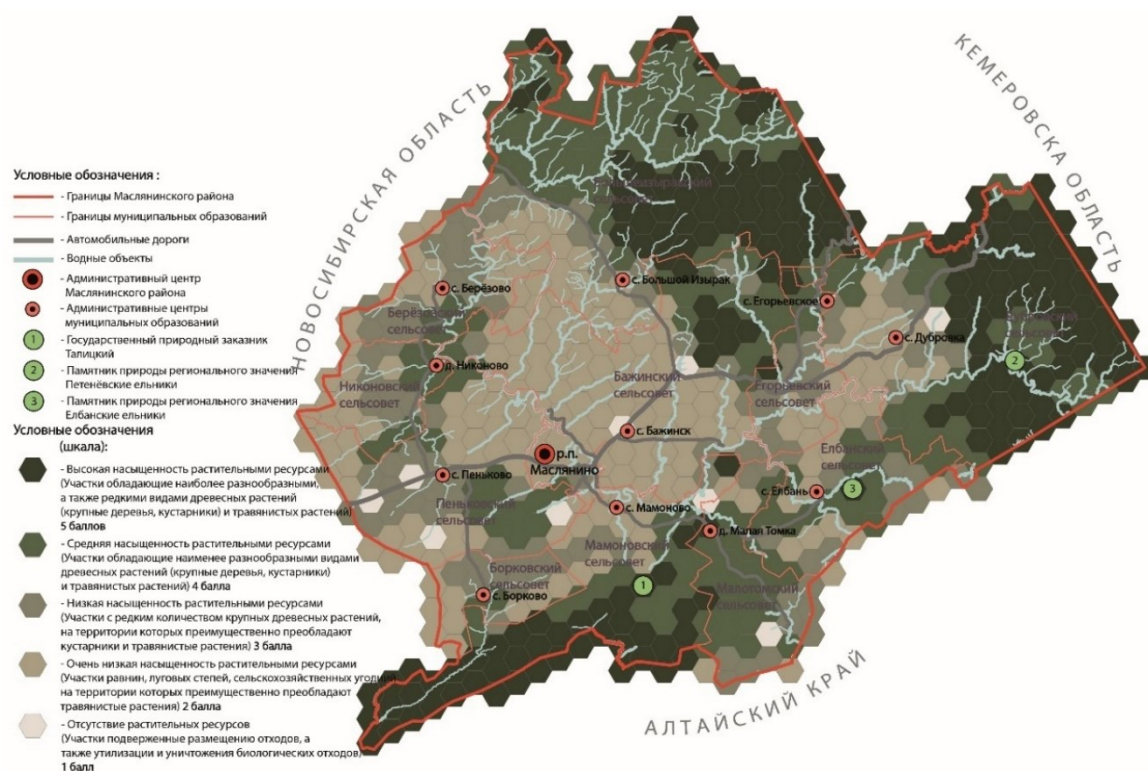 НОВОСИБИРСКАЯ ОБЛАСТЬ
КЕМЕРОВСКА ОБЛАСТЬ
АЛТАЙСКИЙ КРАЙ
Условные обозначения :
- Границы Маслянинского района
- Границы муниципальных образований
- Автомобильные дороги
- Водные объекты
- Административный центр
Маслянинского района
- Административные центры
муниципальных образований
1 - Государственный природный заказник
Талицкий
2 - Памятник природы регионального значения
Петенёвские ельники
3 - Памятник природы регионального значения
Елбанские ельники
Условные обозначения
(шкала):
- Высокая насыщенность растительными ресурсами
(Участки обладающие наиболее разнообразными,
а также редкими видами древесных растений
(крупные деревья, кустарники) и травянистых растений)
5 баллов
- Средняя насыщенность растительными ресурсами
(Участки обладающие наименее разнообразными видами
древесных растений (крупные деревья, кустарники)
и травянистых растений) 4 балла
- Низкая насыщенность растительными ресурсами
(Участки с редким количеством крупных древесных растений,
на территории которых преимущественно преобладают
кустарники и травянистые растения) 3 балла
- Очень низкая насыщенность растительными ресурсами
(Участки равнин, луговых степей, сельскохозяйственных угодий,
на территории которых преимущественно преобладают
травянистые растения) 2 балла
- Отсутствие растительных ресурсов
(Участки подверженные размещению отходов, а
также утилизации и уничтожения биологических отходов)
1 балл
сельсовет
с. Большой Изырак
с. Берёзово
Берёзовский
сельсовет
с. Егорьевское
с. Дубровка
сельсовет
2
д. Никоново
Никоновский
сельсовет
Бажинский
сельсовет
Егорьевский
сельсовет
с. Бажинск
р.п.
Маслянино
Елбанский
сельсовет
с. Пеньково
Пеньковский
сельсовет
с. Елбань
3
с. Мамоново
д. Малая Томка
Мамоновский
сельсовет
Борковский
сельсовет
1
Малотомский
сельсовет
с. Борково